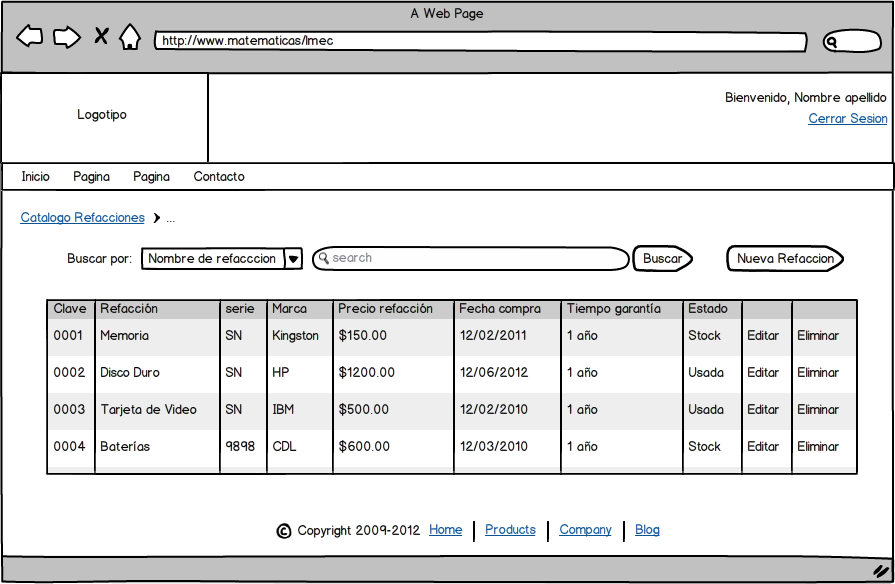 A Web Page
http://www.matematicas/lmec
Logotipo
Bienvenido, Nombre apellido
Cerrar Sesion
Inicio Pagina Pagina Contacto
Catalogo Refacciones ...
Buscar por: Nombre de refacccion search Buscar Nueva Refaccion
Clave Refacción serie Marca Precio refacción Fecha compra Tiempo garantía Estado
0001 Memoria SN Kingston $150.00 12/02/2011 1 año Stock Editar Eliminar
0002 Disco Duro SN HP $1200.00 12/06/2012 1 año Usada Editar Eliminar
0003 Tarjeta de Video SN IBM $500.00 12/02/2010 1 año Usada Editar Eliminar
0004 Baterías 9898 CDL $600.00 12/03/2010 1 año Stock Editar Eliminar
© Copyright 2009-2012 Home | Products | Company | Blog